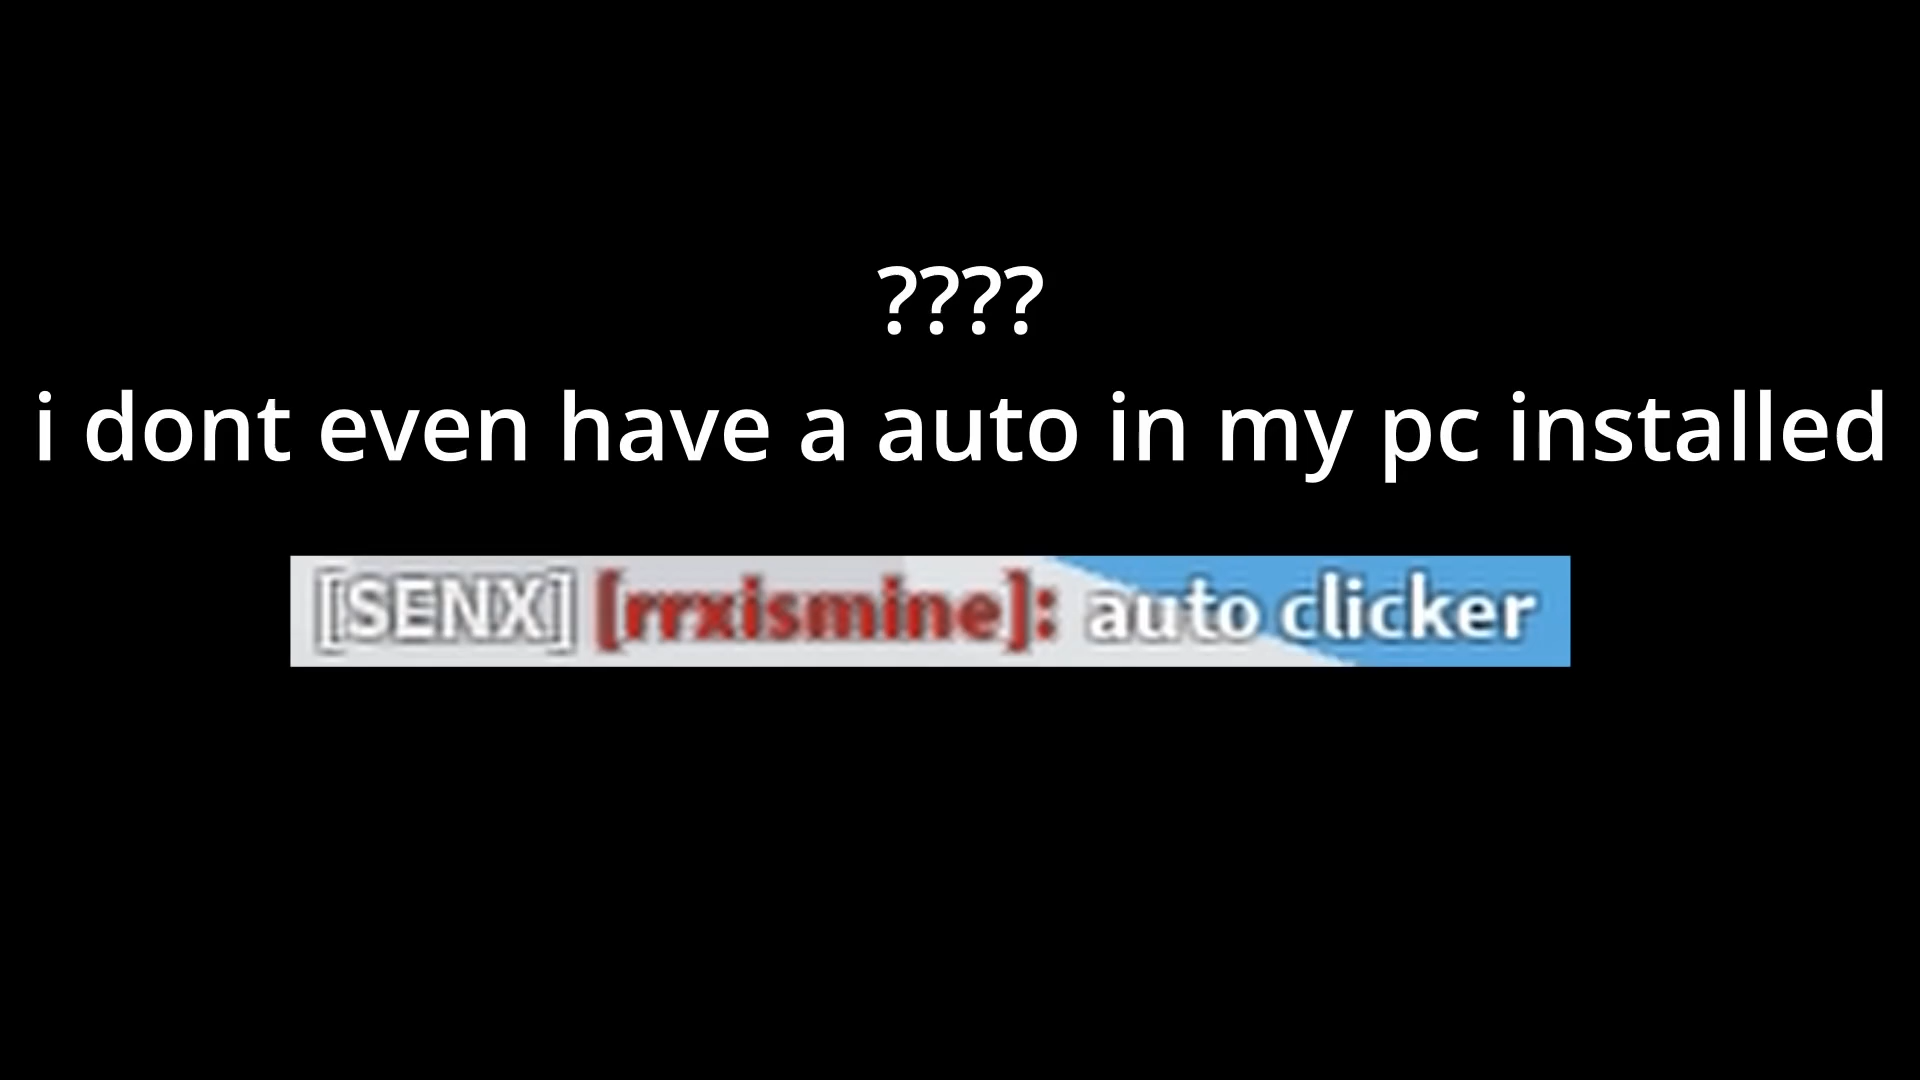 ????
i dont even have a auto in my pc installed
[SENX] [rrxismine]: auto clicker